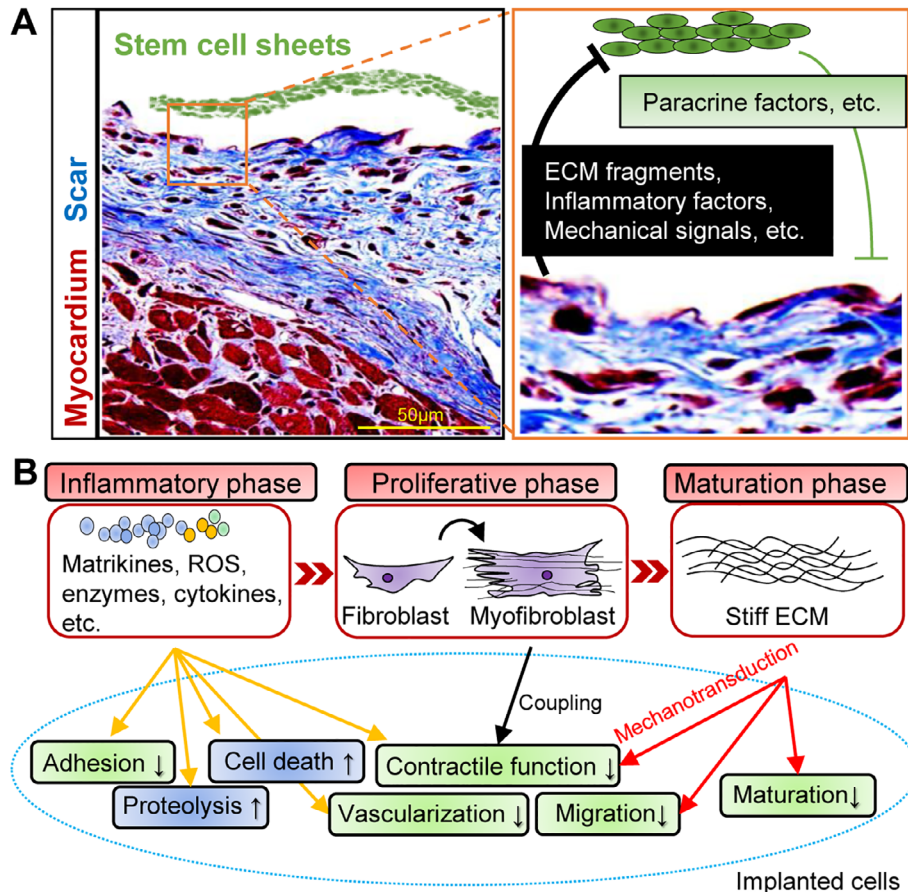 A
Stem cell sheets
Myocardium Scar
50μm
Paracrine factors, etc.
ECM fragments,
Inflammatory factors,
Mechanical signals, etc.
B
Inflammatory phase
Proliferative phase
Maturation phase
Matrikines, ROS,
enzymes, cytokines,
etc.
Fibroblast
Myofibroblast
Stiff ECM
Coupling
Mechanotransduction
Adhesion ↓
Cell death ↑
Contractile function ↓
Proteolysis ↑
Vascularization ↓
Migration↓
Maturation↓
Implanted cells